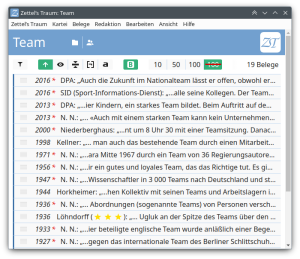 Zettel's Traum: Team
Zettel's Traum Kartei Belege Redaktion Bearbeiten Ansicht Hilfe
Team ZT
a B 10 50 100 100 19 Belege
2016 * DPA: „Auch die Zukunft im Nationalteam lässt er offen, obwohl er…
2016 * SID (Sport-Informations-Dienst): „…alle seine Kollegen. Der Team…
2013 * DPA: „…ier Kindern, ein starkes Team bildet. Beim Auftritt auf de…
2013 * N. N.: „… «Auch mit einem starken Team kann kein Unternehmen…
2000 * Niederberghaus: „…nt um 8 Uhr 30 mit einer Teamsitzung. Danac…
1998 Kellner: „… man auch das bestehende Team durch einen Mitarbeit…
1971 * N. N.: „…ara Mitte 1967 durch ein Team von 36 Regierungsautore…
1956 * N. N.: „…ir ein gutes und loyales Team, das das Richtige tut. Es gi…
1947 * N. N.: „…Wissenschaftler in 3 000 Teams nach Deutschland und st…
1944 Horkheimer: „…hen Kollektiv mit seinen Teams und Arbeitslagern i…
1936 * N. N.: „… Abordnungen (sogenannte Teams) von Personen versch…
1936 Löhndorff (★★★): „… Ugluk an der Spitze des Teams über den …
1933 * N. N.: „…ier beteiligte englische Team wurde anläßlich einer Bege…
1927 * N. N.: „…gegen das internationale Team des Berliner Schlittschuh…